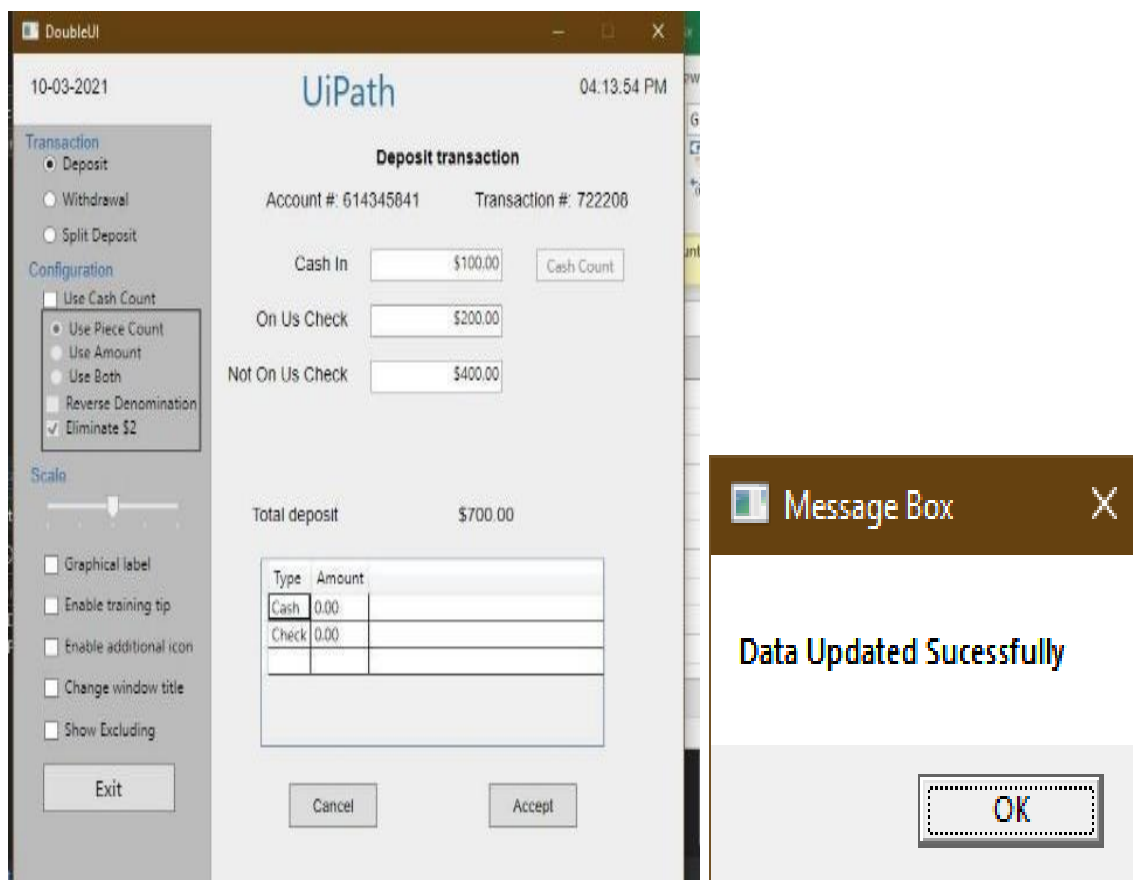 DoubleUI
10-03-2021
UiPath
04:13:54 PM
Transaction
Deposit
Withdrawal
Split Deposit
Configuration
Use Cash Count
Use Piece Count
Use Amount
Use Both
Reverse Denomination
Eliminate $2
Scale
Graphical label
Enable training tip
Enable additional icon
Change window title
Show Excluding
Exit
Deposit transaction
Account #: 614345841 Transaction #: 722208
Cash In $100.00 Cash Count
On Us Check $200.00
Not On Us Check $400.00
Total deposit $700.00
Type Amount
Cash 0.00
Check 0.00
Cancel Accept
Message Box
Data Updated Sucessfully
OK